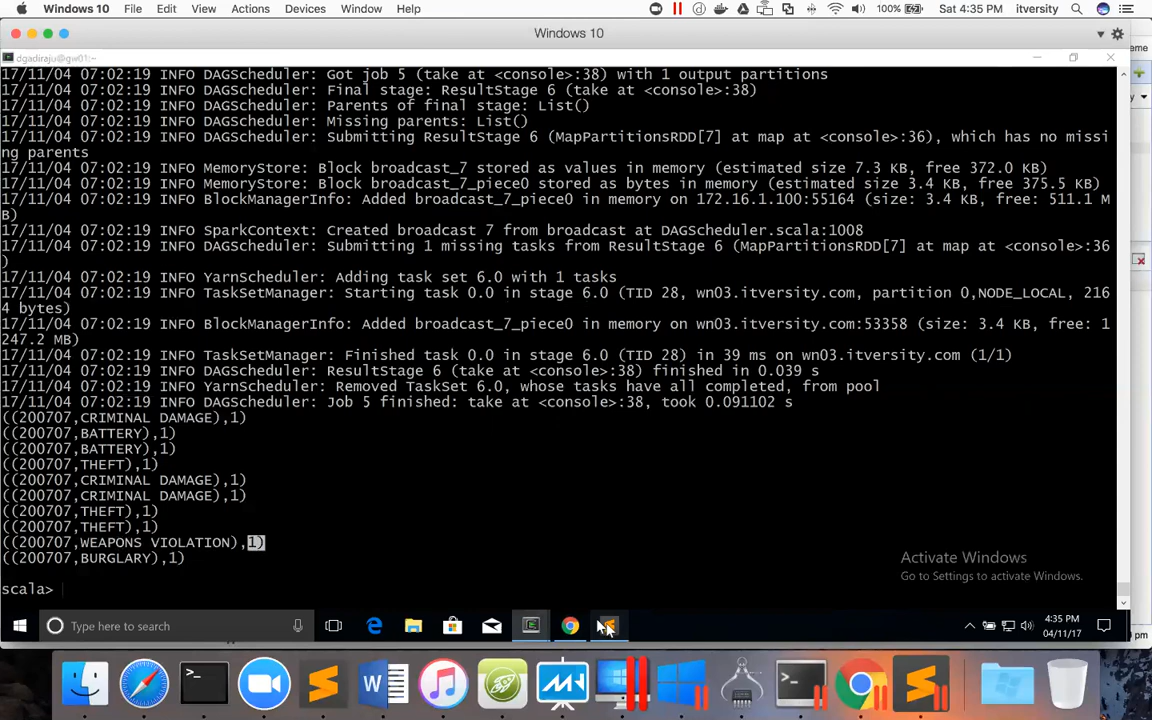 Windows 10 File Edit View Actions Devices Window Help 100% Sat 4:35 PM itversity
Windows 10
dgadiraju@gw01:~
17/11/04 07:02:19 INFO DAGScheduler: Got job 5 (take at <console>:38) with 1 output partitions
17/11/04 07:02:19 INFO DAGScheduler: Final stage: ResultStage 6 (take at <console>:38)
17/11/04 07:02:19 INFO DAGScheduler: Parents of final stage: List()
17/11/04 07:02:19 INFO DAGScheduler: Missing parents: List()
17/11/04 07:02:19 INFO DAGScheduler: Submitting ResultStage 6 (MapPartitionsRDD[7] at map at <console>:36), which has no missi
ng parents
17/11/04 07:02:19 INFO MemoryStore: Block broadcast_7 stored as values in memory (estimated size 7.3 KB, free 372.0 KB)
17/11/04 07:02:19 INFO MemoryStore: Block broadcast_7_piece0 stored as bytes in memory (estimated size 3.4 KB, free 375.5 KB)
17/11/04 07:02:19 INFO BlockManagerInfo: Added broadcast_7_piece0 in memory on 172.16.1.100:55164 (size: 3.4 KB, free: 511.1 M
B)
17/11/04 07:02:19 INFO SparkContext: Created broadcast 7 from broadcast at DAGScheduler.scala:1008
17/11/04 07:02:19 INFO DAGScheduler: Submitting 1 missing tasks from ResultStage 6 (MapPartitionsRDD[7] at map at <console>:36
)
17/11/04 07:02:19 INFO YarnScheduler: Adding task set 6.0 with 1 tasks
17/11/04 07:02:19 INFO TaskSetManager: Starting task 0.0 in stage 6.0 (TID 28, wn03.itversity.com, partition 0,NODE_LOCAL, 216
4 bytes)
17/11/04 07:02:19 INFO BlockManagerInfo: Added broadcast_7_piece0 in memory on wn03.itversity.com:53358 (size: 3.4 KB, free: 1
247.2 MB)
17/11/04 07:02:19 INFO TaskSetManager: Finished task 0.0 in stage 6.0 (TID 28) in 39 ms on wn03.itversity.com (1/1)
17/11/04 07:02:19 INFO DAGScheduler: ResultStage 6 (take at <console>:38) finished in 0.039 s
17/11/04 07:02:19 INFO YarnScheduler: Removed TaskSet 6.0, whose tasks have all completed, from pool
17/11/04 07:02:19 INFO DAGScheduler: Job 5 finished: take at <console>:38, took 0.091102 s
((200707,CRIMINAL DAMAGE),1)
((200707,BATTERY),1)
((200707,BATTERY),1)
((200707,THEFT),1)
((200707,CRIMINAL DAMAGE),1)
((200707,CRIMINAL DAMAGE),1)
((200707,THEFT),1)
((200707,THEFT),1)
((200707,WEAPONS VIOLATION),1)
((200707,BURGLARY),1)
scala>
Activate Windows
Go to Settings to activate Windows.
Type here to search
4:35 PM
04/11/17